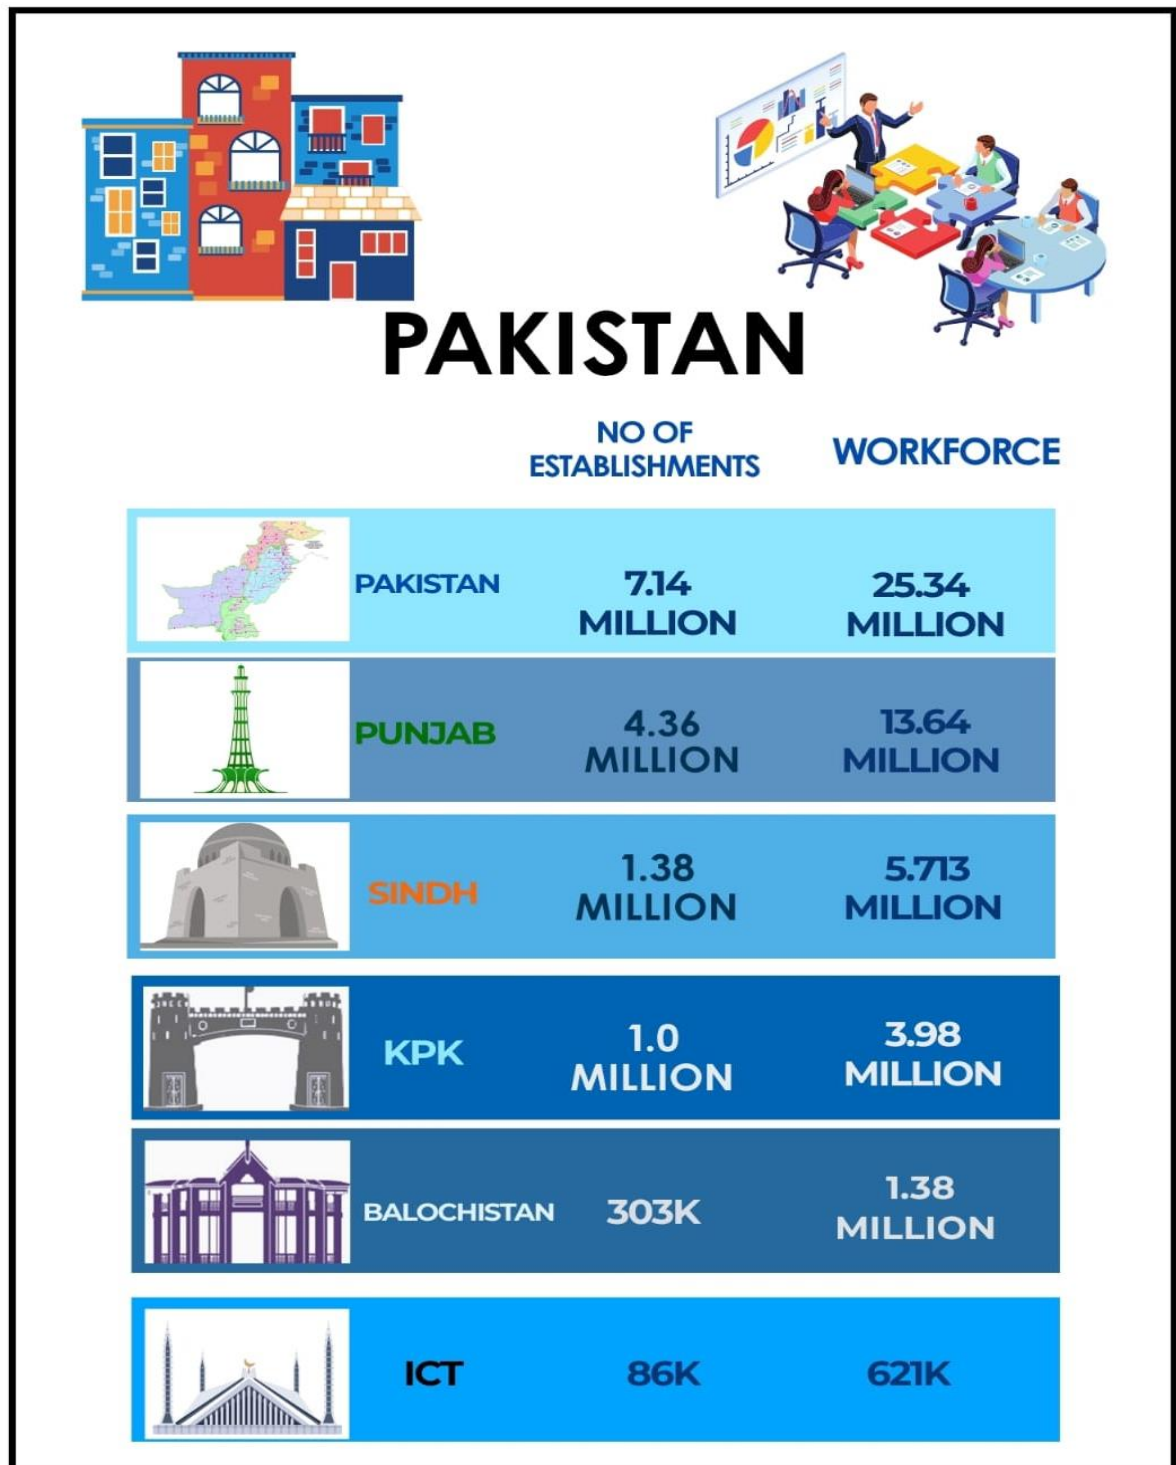 PAKISTAN
NO OF
ESTABLISHMENTS
WORKFORCE
PAKISTAN
7.14
MILLION
25.34
MILLION
PUNJAB
4.36
MILLION
13.64
MILLION
SINDH
1.38
MILLION
5.713
MILLION
KPK
1.0
MILLION
3.98
MILLION
BALOCHISTAN
303K
1.38
MILLION
ICT
86K
621K